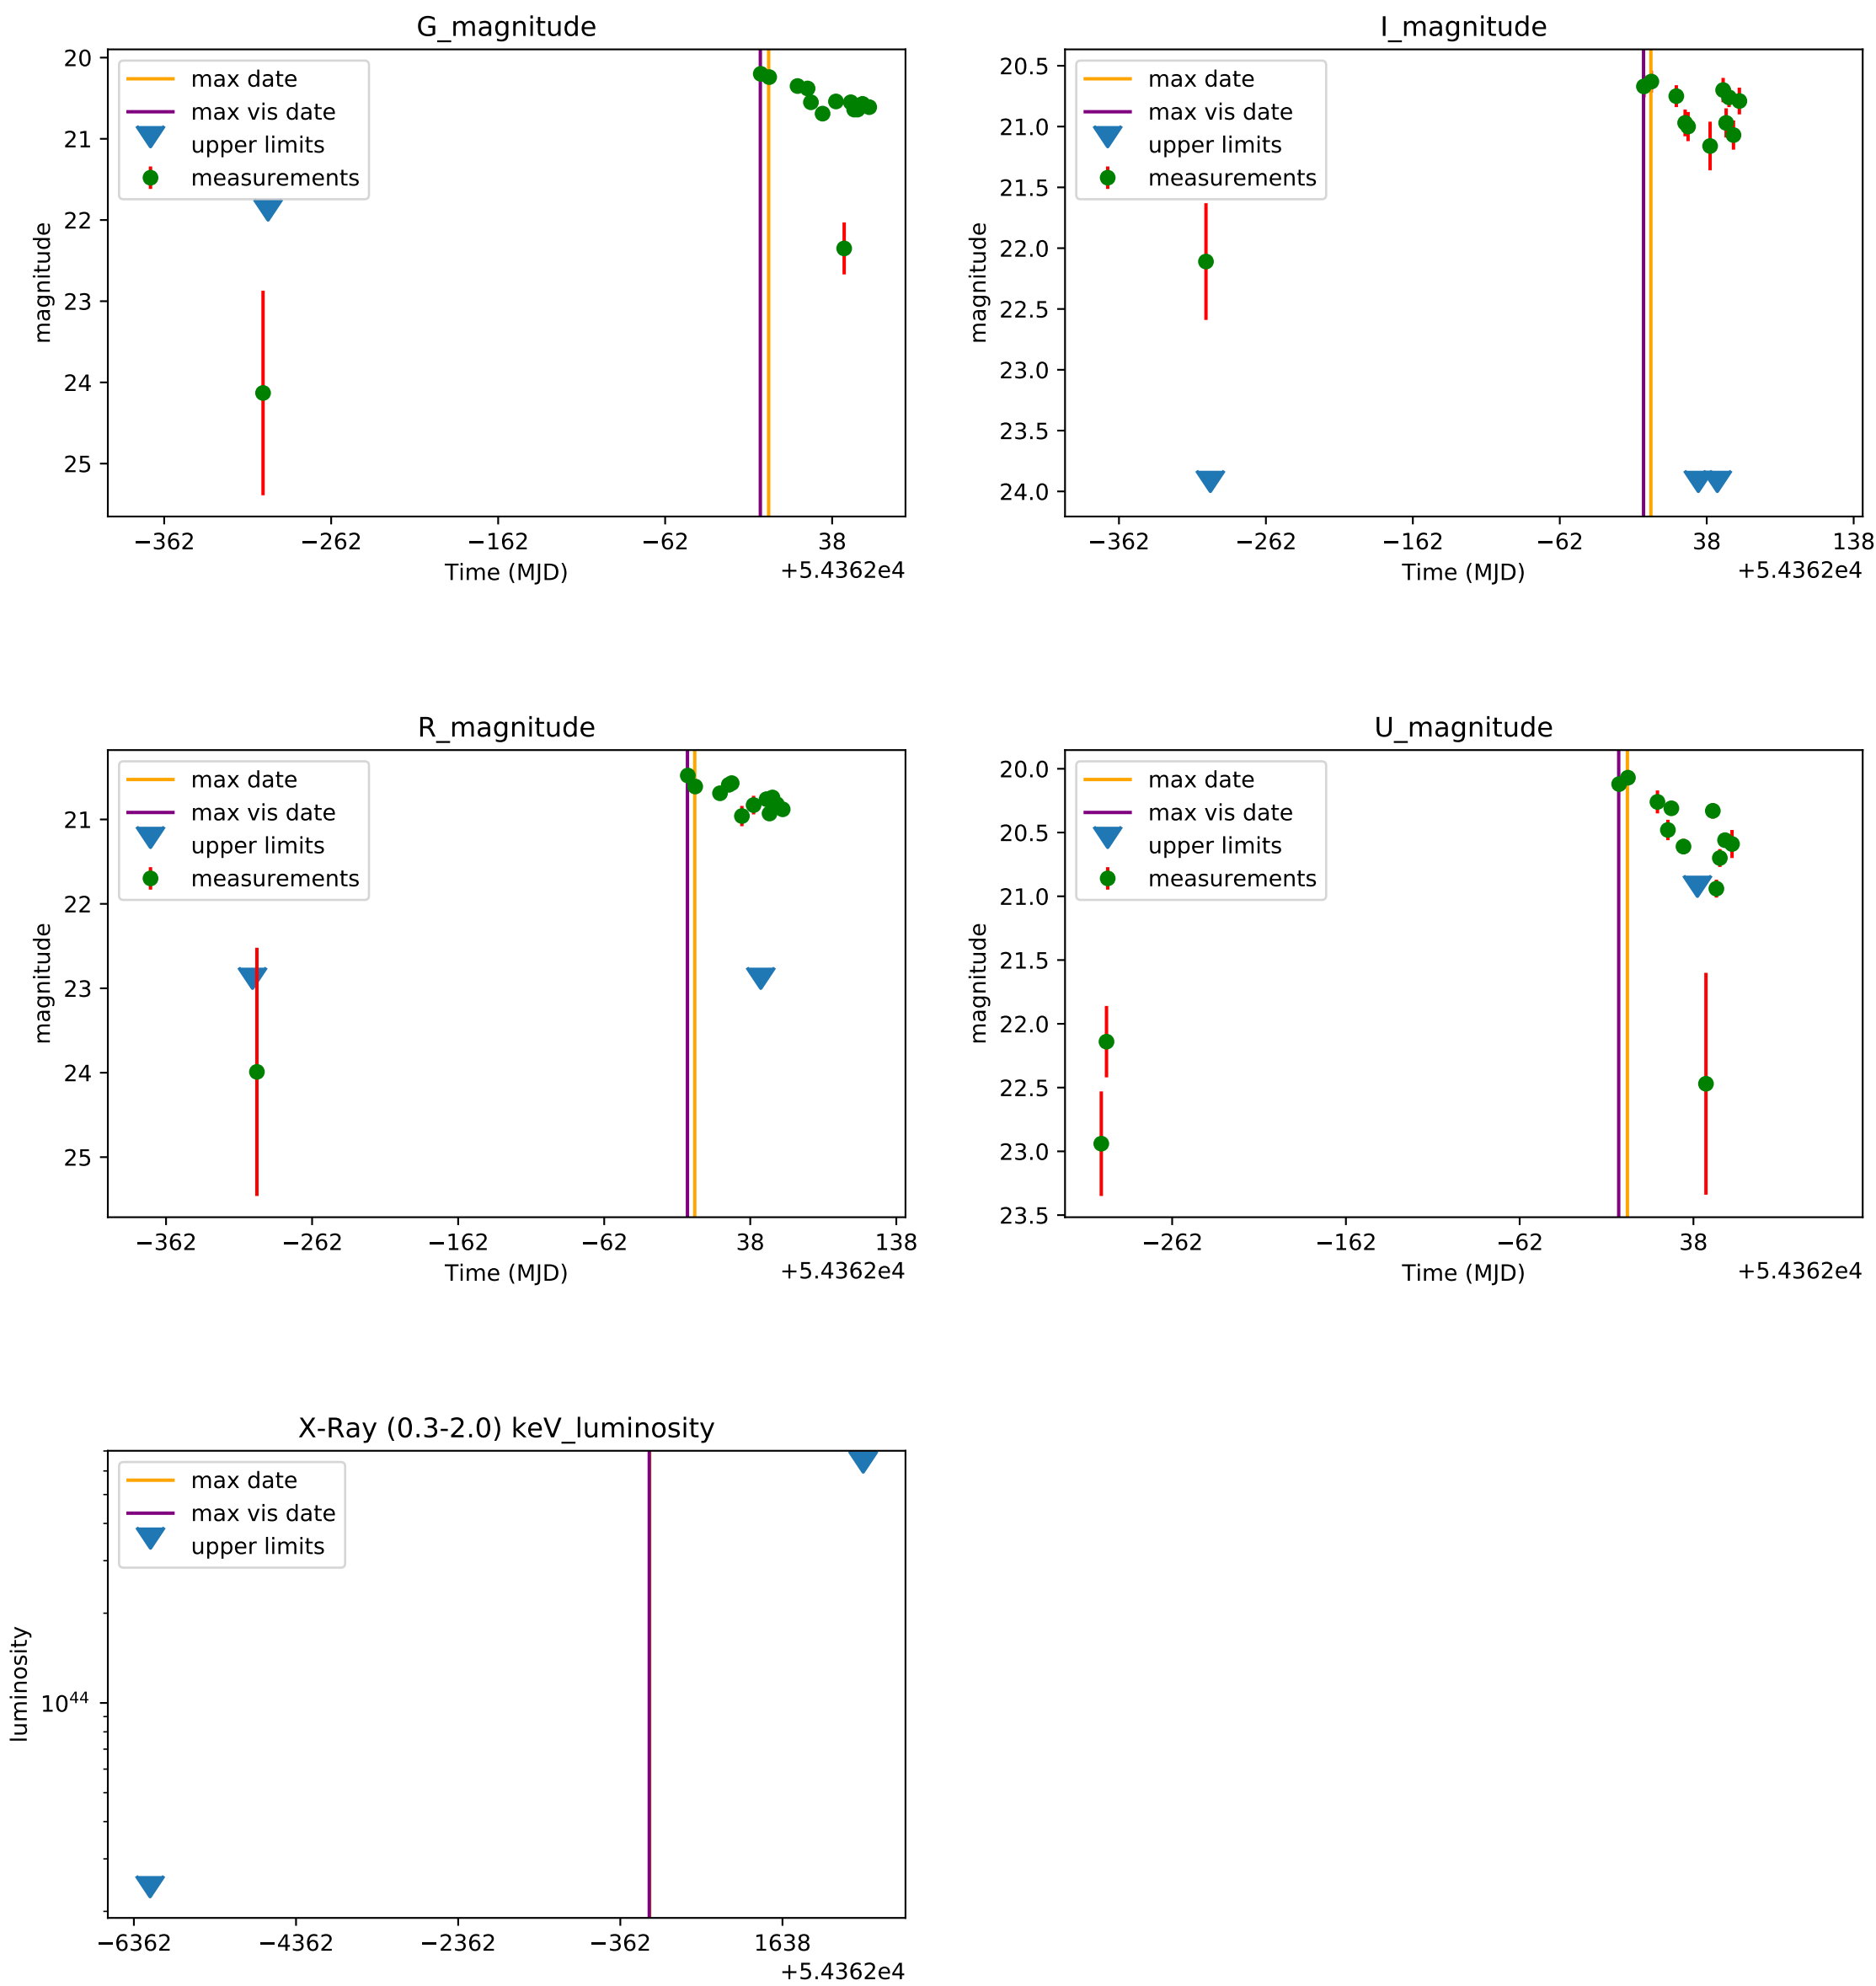 G_magnitude
max date
max vis date
upper limits
measurements
magnitude
20
21
22
23
24
25
−362
−262
−162
−62
38
Time (MJD)
+5.4362e4
I_magnitude
max date
max vis date
upper limits
measurements
magnitude
20.5
21.0
21.5
22.0
22.5
23.0
23.5
24.0
−362
−262
−162
−62
38
138
Time (MJD)
+5.4362e4
R_magnitude
max date
max vis date
upper limits
measurements
magnitude
21
22
23
24
25
−362
−262
−162
−62
38
138
Time (MJD)
+5.4362e4
U_magnitude
max date
max vis date
upper limits
measurements
magnitude
20.0
20.5
21.0
21.5
22.0
22.5
23.0
23.5
−262
−162
−62
38
Time (MJD)
+5.4362e4
X-Ray (0.3-2.0) keV_luminosity
max date
max vis date
upper limits
luminosity
10⁴⁴
−6362
−4362
−2362
−362
1638
+5.4362e4